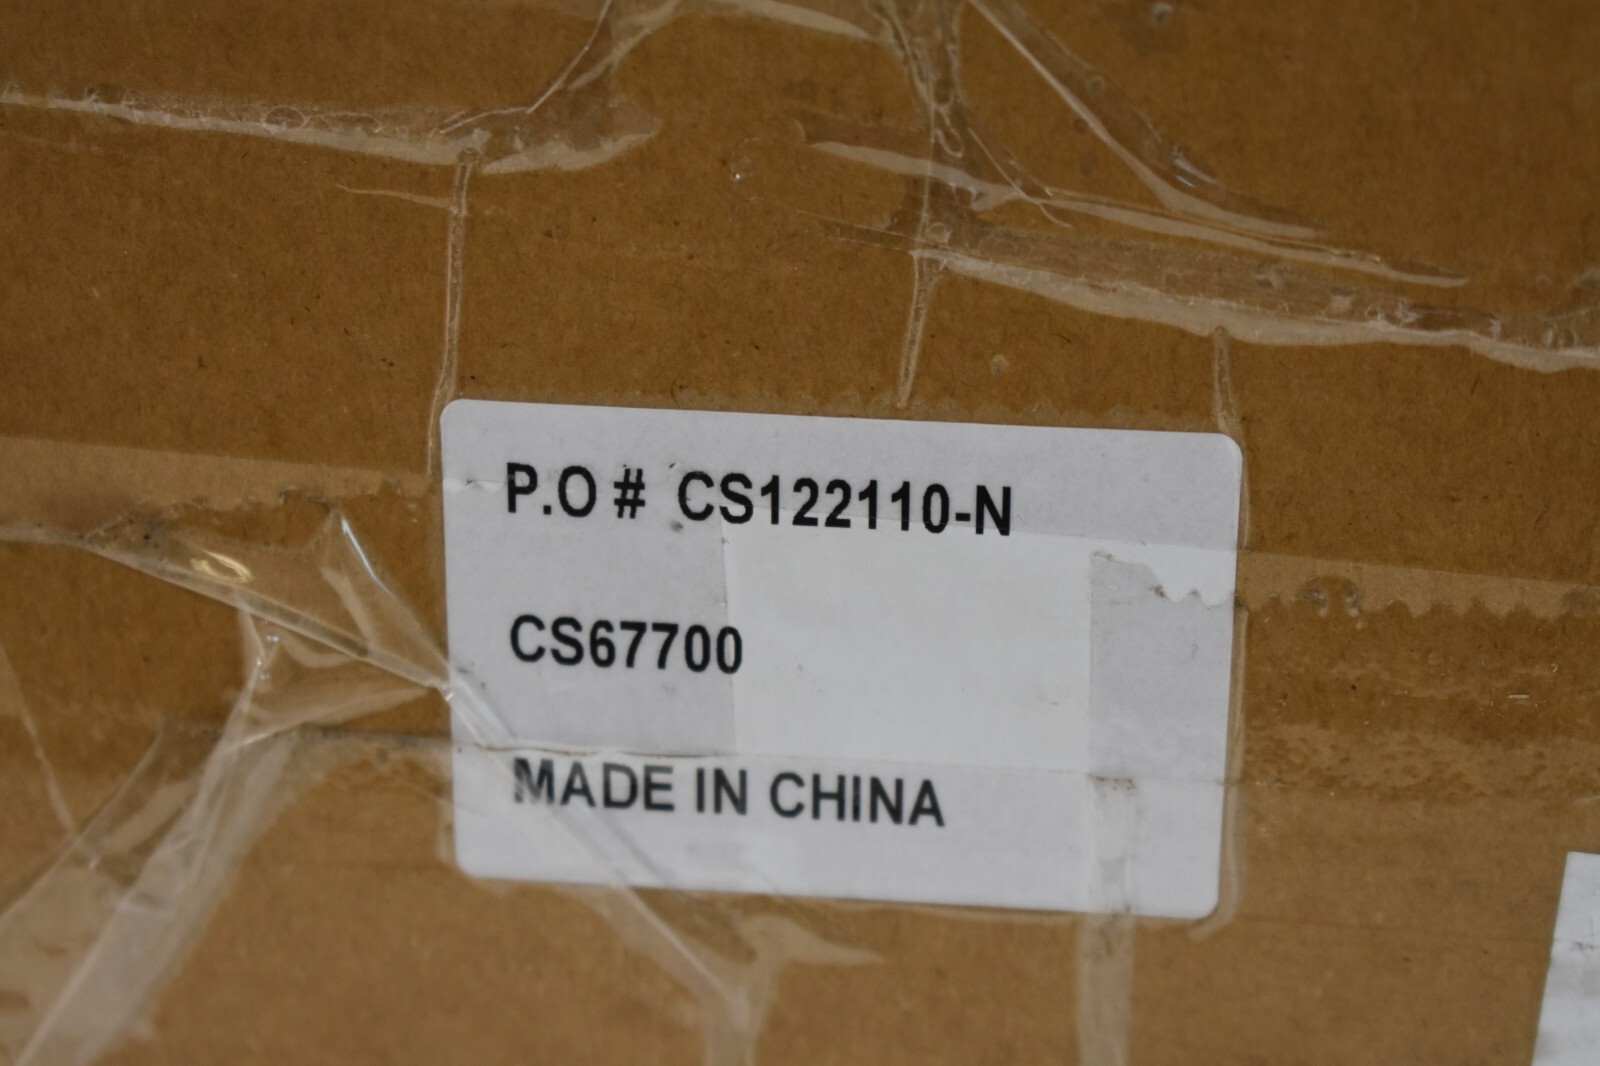 P.O # CS122110-N
CS67700
MADE IN CHINA